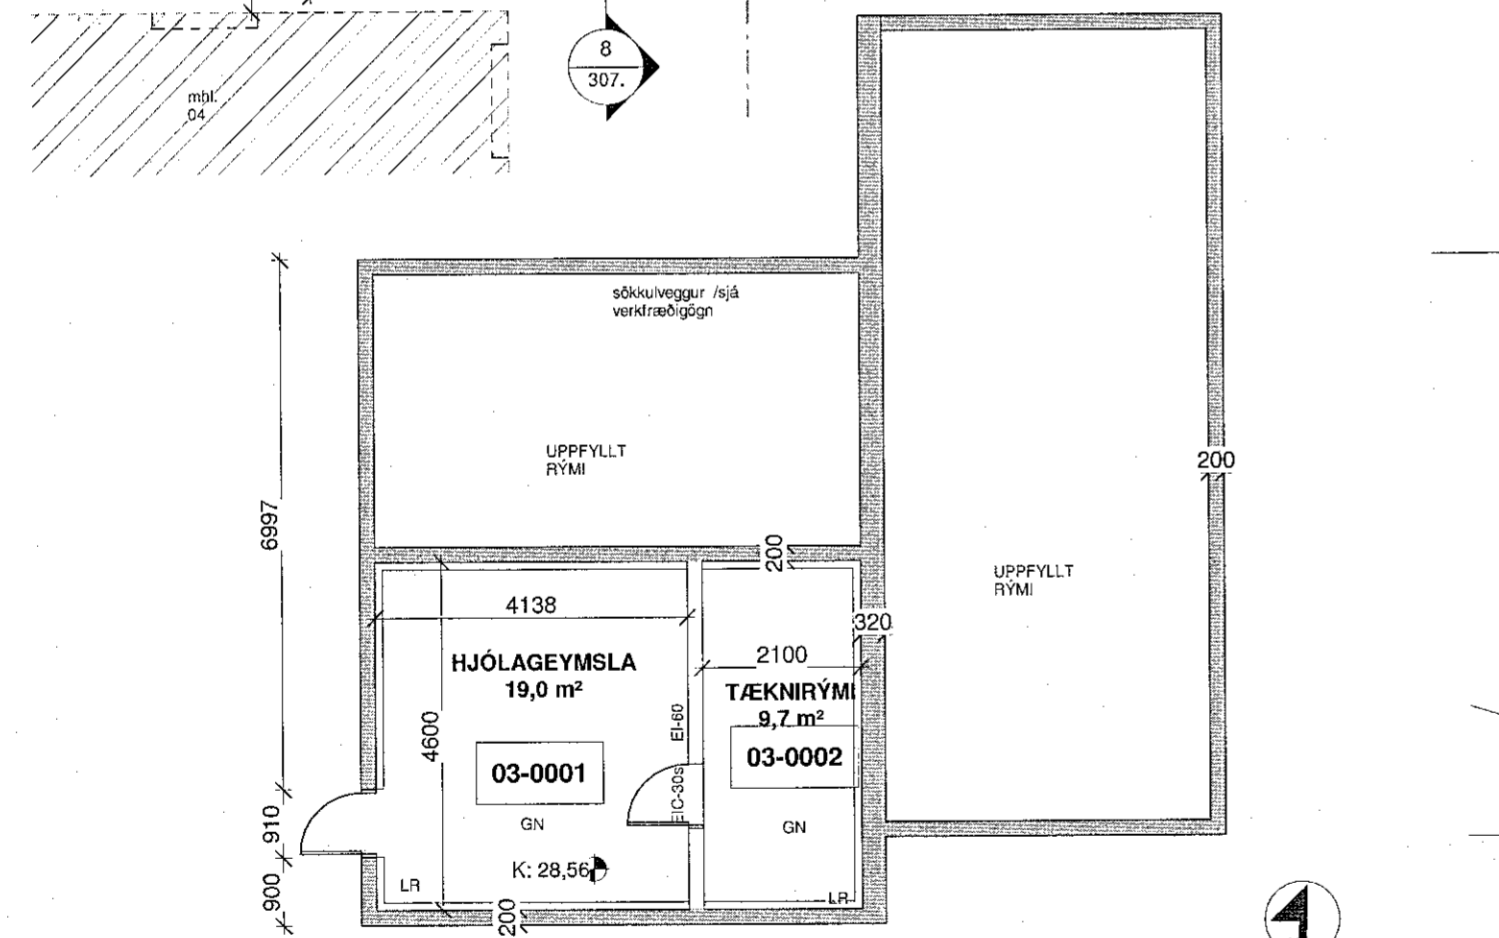 8
307.
mhl.
04
sökkulveggur /sjá
verkfræðigögn
UPPFYLLT
RÝMI
200
6997
200
UPPFYLLT
RÝMI
4138
320
2100
HJÓLAGEYMSLA
19,0 m²
TÆKNIRÝMI
9,7 m²
EI-60
4600
03-0001
03-0002
EIC-30s
910
GN
GN
K: 28,56
900
LR
LR
200